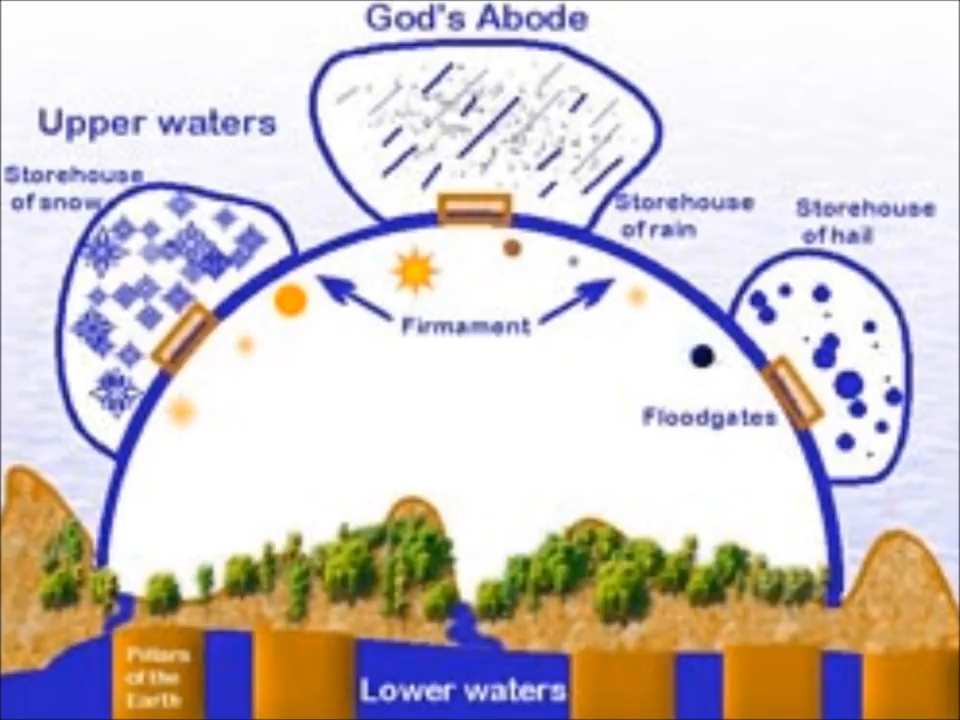 God's Abode
Upper waters
Storehouse
of snow
Storehouse
of rain
Storehouse
of hail
Firmament
Floodgates
Pillars
of the
Earth
Lower waters